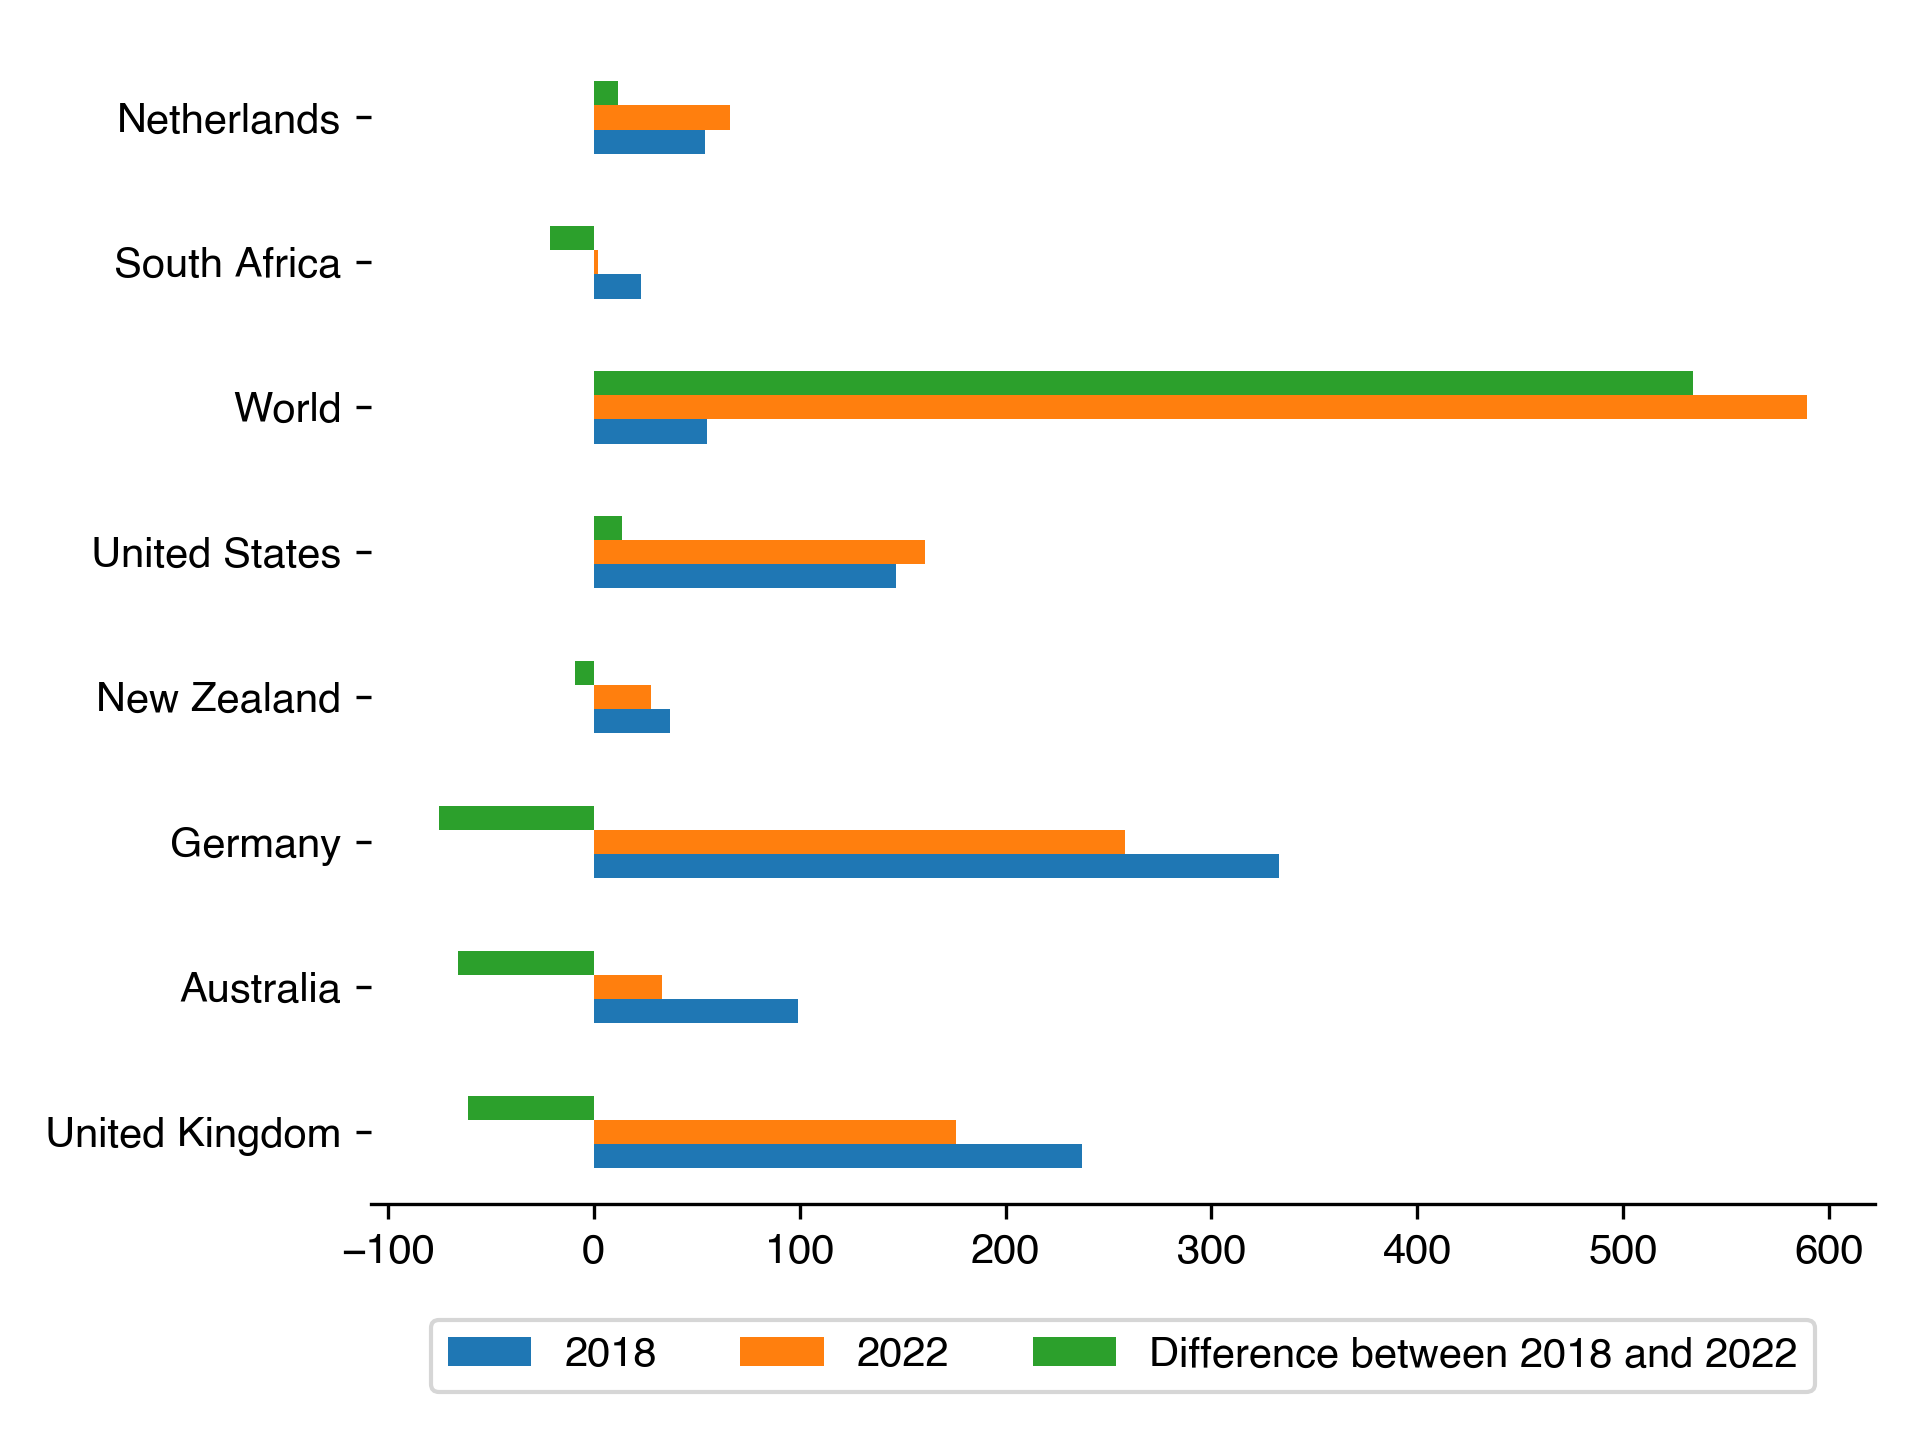 Netherlands
South Africa
World
United States
New Zealand
Germany
Australia
United Kingdom
−100 0 100 200 300 400 500 600
2018 2022 Difference between 2018 and 2022